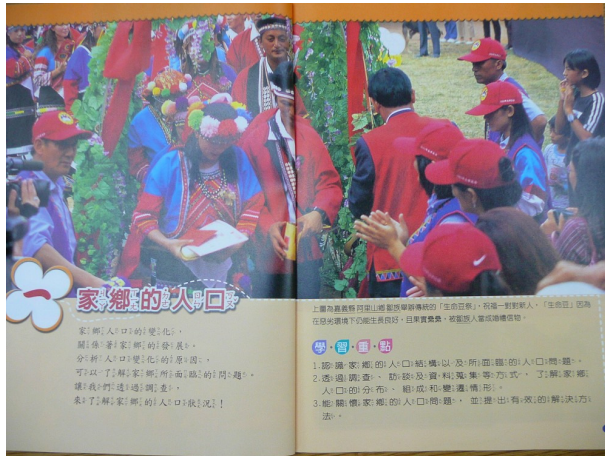 一
家鄉的人口
家鄉人口的變化，
關係著家鄉的發展。
分析人口變化的原因，
可以了解家鄉所面臨的問題。
讓我們透過調查，
來了解家鄉的人口狀況！
上圖為嘉義縣阿里山鄉鄒族舉辦傳統的「生命豆祭」，祝福一對對新人，「生命豆」因為
在惡劣環境下仍能生長良好，且果實纍纍，被鄒族人當成婚禮信物。
學·習·重·點
1.認識家鄉的人口結構以及所面臨的人口問題。
2.透過調查、訪談及資料蒐集等方式，了解家鄉
人口的分布、組成和變遷情形。
3.能關懷家鄉的人口問題，並提出有效的解決方
法。